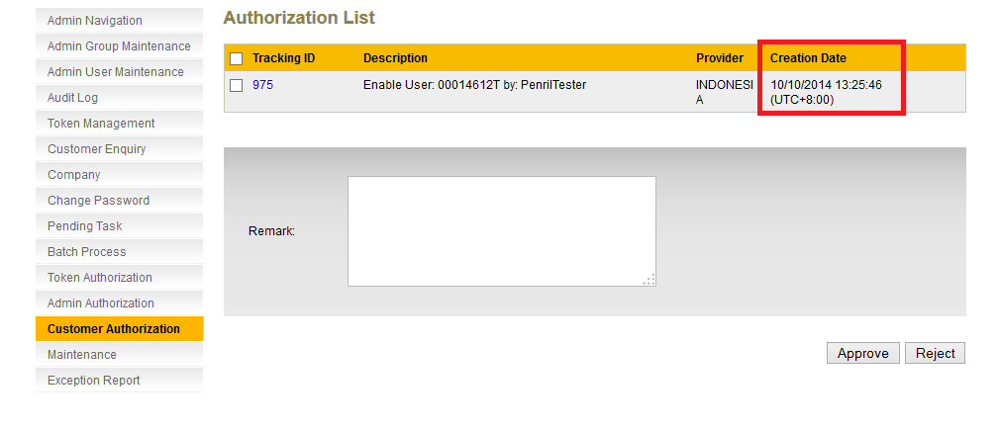 Admin Navigation
Admin Group Maintenance
Admin User Maintenance
Audit Log
Token Management
Customer Enquiry
Company
Change Password
Pending Task
Batch Process
Token Authorization
Admin Authorization
Customer Authorization
Maintenance
Exception Report
Authorization List
Tracking ID Description Provider Creation Date
975 Enable User: 00014612T by: PenrilTester INDONESI 10/10/2014 13:25:46
A (UTC+8:00)
Remark:
Approve Reject